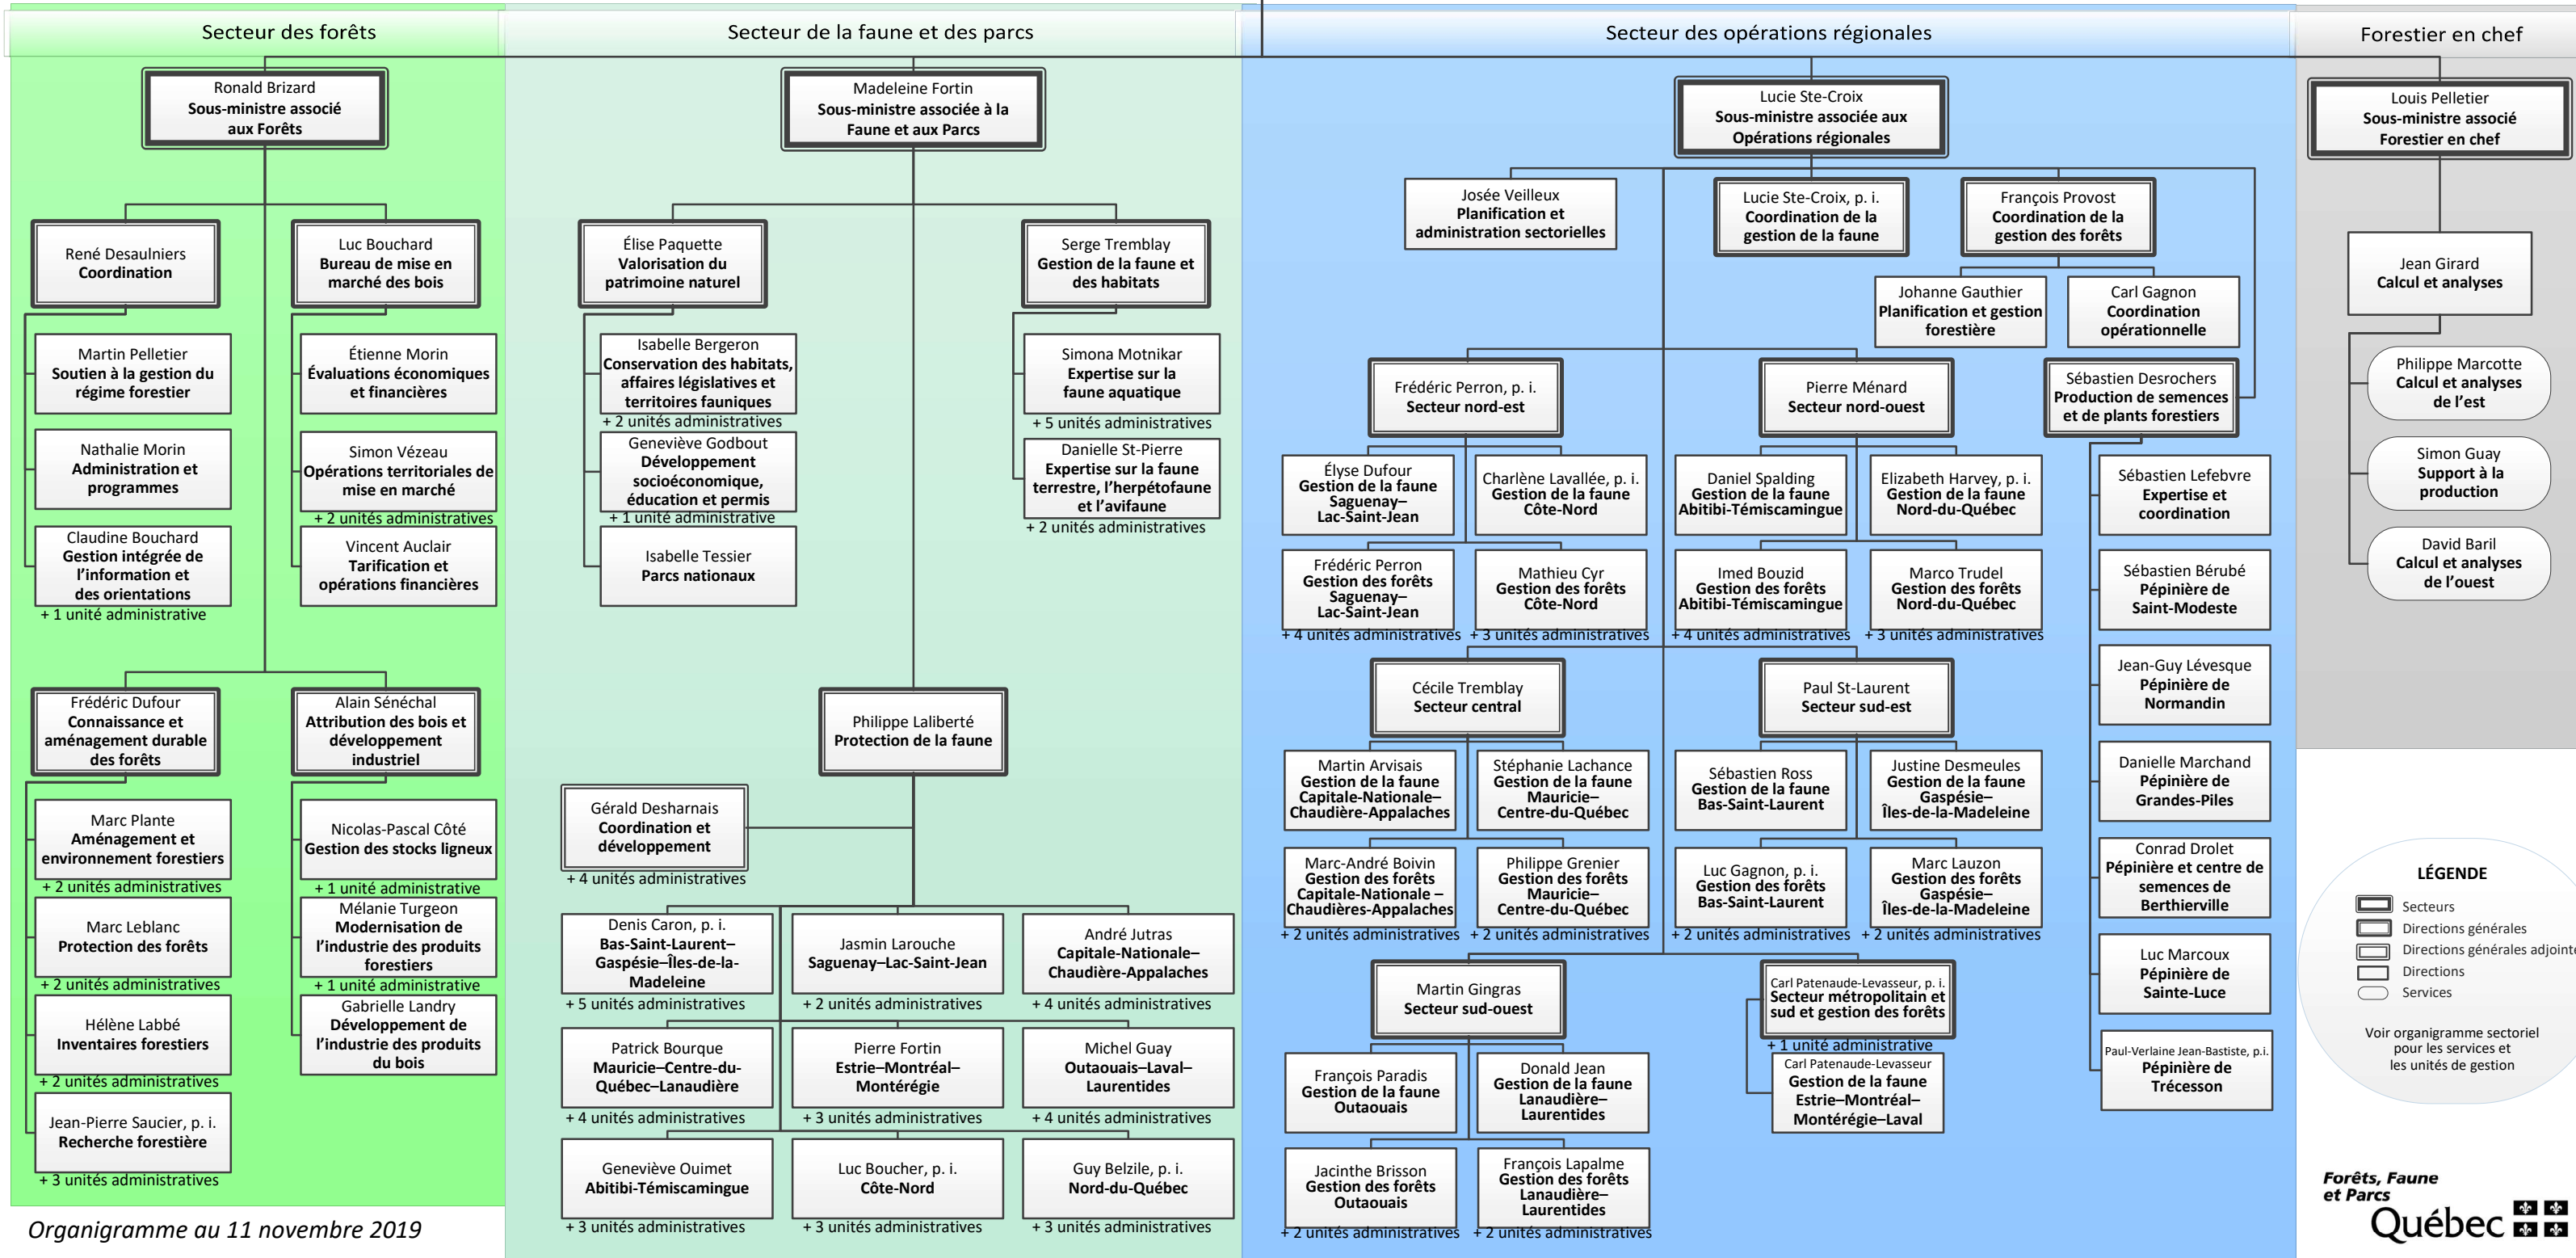 Secteur des forêts
Ronald Brizard
Sous-ministre associé
aux Forêts
René Desaulniers
Coordination
Martin Pelletier
Soutien à la gestion du
régime forestier
Nathalie Morin
Administration et
programmes
Claudine Bouchard
Gestion intégrée de
l’information et
des orientations
+ 1 unité administrative
Luc Bouchard
Bureau de mise en
marché des bois
Étienne Morin
Évaluations économiques
et financières
Simon Vézeau
Opérations territoriales de
mise en marché
+ 2 unités administratives
Vincent Auclair
Tarification et
opérations financières
Frédéric Dufour
Connaissance et
aménagement durable
des forêts
Marc Plante
Aménagement et
environnement forestiers
+ 2 unités administratives
Marc Leblanc
Protection des forêts
+ 2 unités administratives
Hélène Labbé
Inventaires forestiers
+ 2 unités administratives
Jean-Pierre Saucier, p. i.
Recherche forestière
+ 3 unités administratives
Alain Sénéchal
Attribution des bois et
développement
industriel
Nicolas-Pascal Côté
Gestion des stocks ligneux
+ 1 unité administrative
Mélanie Turgeon
Modernisation de
l’industrie des produits
forestiers
+ 1 unité administrative
Gabrielle Landry
Développement de
l’industrie des produits
du bois
Organigramme au 11 novembre 2019
Secteur de la faune et des parcs
Madeleine Fortin
Sous-ministre associée à la
Faune et aux Parcs
Élise Paquette
Valorisation du
patrimoine naturel
Isabelle Bergeron
Conservation des habitats,
affaires législatives et
territoires fauniques
+ 2 unités administratives
Geneviève Godbout
Développement
socioéconomique,
éducation et permis
+ 1 unité administrative
Isabelle Tessier
Parcs nationaux
Serge Tremblay
Gestion de la faune et
des habitats
Simona Motnikar
Expertise sur la
faune aquatique
+ 5 unités administratives
Danielle St-Pierre
Expertise sur la faune
terrestre, l’herpétofaune
et l’avifaune
+ 2 unités administratives
Philippe Laliberté
Protection de la faune
Gérald Desharnais
Coordination et
développement
+ 4 unités administratives
Denis Caron, p. i.
Bas-Saint-Laurent–
Gaspésie–Îles-de-la-
Madeleine
+ 5 unités administratives
Jasmin Larouche
Saguenay–Lac-Saint-Jean
+ 2 unités administratives
André Jutras
Capitale-Nationale–
Chaudière-Appalaches
+ 4 unités administratives
Patrick Bourque
Mauricie–Centre-du-
Québec–Lanaudière
+ 4 unités administratives
Pierre Fortin
Estrie–Montréal–
Montérégie
+ 3 unités administratives
Michel Guay
Outaouais–Laval–
Laurentides
+ 4 unités administratives
Geneviève Ouimet
Abitibi-Témiscamingue
+ 3 unités administratives
Luc Boucher, p. i.
Côte-Nord
+ 3 unités administratives
Guy Belzile, p. i.
Nord-du-Québec
+ 3 unités administratives
Secteur des opérations régionales
Lucie Ste-Croix
Sous-ministre associée aux
Opérations régionales
Josée Veilleux
Planification et
administration sectorielles
Lucie Ste-Croix, p. i.
Coordination de la
gestion de la faune
François Provost
Coordination de la
gestion des forêts
Johanne Gauthier
Planification et gestion
forestière
Carl Gagnon
Coordination
opérationnelle
Frédéric Perron, p. i.
Secteur nord-est
Élyse Dufour
Gestion de la faune
Saguenay–
Lac-Saint-Jean
Charlène Lavallée, p. i.
Gestion de la faune
Côte-Nord
Frédéric Perron
Gestion des forêts
Saguenay–
Lac-Saint-Jean
+ 4 unités administratives
Mathieu Cyr
Gestion des forêts
Côte-Nord
+ 3 unités administratives
Pierre Ménard
Secteur nord-ouest
Daniel Spalding
Gestion de la faune
Abitibi-Témiscamingue
Elizabeth Harvey, p. i.
Gestion de la faune
Nord-du-Québec
Imed Bouzid
Gestion des forêts
Abitibi-Témiscamingue
+ 4 unités administratives
Marco Trudel
Gestion des forêts
Nord-du-Québec
+ 3 unités administratives
Cécile Tremblay
Secteur central
Martin Arvisais
Gestion de la faune
Capitale-Nationale–
Chaudière-Appalaches
Stéphanie Lachance
Gestion de la faune
Mauricie–
Centre-du-Québec
Marc-André Boivin
Gestion des forêts
Capitale-Nationale –
Chaudières-Appalaches
+ 2 unités administratives
Philippe Grenier
Gestion des forêts
Mauricie–
Centre-du-Québec
+ 2 unités administratives
Paul St-Laurent
Secteur sud-est
Sébastien Ross
Gestion de la faune
Bas-Saint-Laurent
Justine Desmeules
Gestion de la faune
Gaspésie–
Îles-de-la-Madeleine
Luc Gagnon, p. i.
Gestion des forêts
Bas-Saint-Laurent
+ 2 unités administratives
Marc Lauzon
Gestion des forêts
Gaspésie–
Îles-de-la-Madeleine
+ 2 unités administratives
Martin Gingras
Secteur sud-ouest
François Paradis
Gestion de la faune
Outaouais
Donald Jean
Gestion de la faune
Lanaudière–
Laurentides
Jacinthe Brisson
Gestion des forêts
Outaouais
+ 2 unités administratives
François Lapalme
Gestion des forêts
Lanaudière–
Laurentides
+ 2 unités administratives
Carl Patenaude-Levasseur, p. i.
Secteur métropolitain et
sud et gestion des forêts
+ 1 unité administrative
Carl Patenaude-Levasseur
Gestion de la faune
Estrie–Montréal–
Montérégie–Laval
Sébastien Desrochers
Production de semences
et de plants forestiers
Sébastien Lefebvre
Expertise et
coordination
Sébastien Bérubé
Pépinière de
Saint-Modeste
Jean-Guy Lévesque
Pépinière de
Normandin
Danielle Marchand
Pépinière de
Grandes-Piles
Conrad Drolet
Pépinière et centre de
semences de
Berthierville
Luc Marcoux
Pépinière de
Sainte-Luce
Paul-Verlaine Jean-Bastiste, p.i.
Pépinière de
Trécesson
Forestier en chef
Louis Pelletier
Sous-ministre associé
Forestier en chef
Jean Girard
Calcul et analyses
Philippe Marcotte
Calcul et analyses
de l’est
Simon Guay
Support à la
production
David Baril
Calcul et analyses
de l’ouest
LÉGENDE
Secteurs
Directions générales
Directions générales adjointe
Directions
Services
Voir organigramme sectoriel
pour les services et
les unités de gestion
Forêts, Faune
et Parcs
Québec